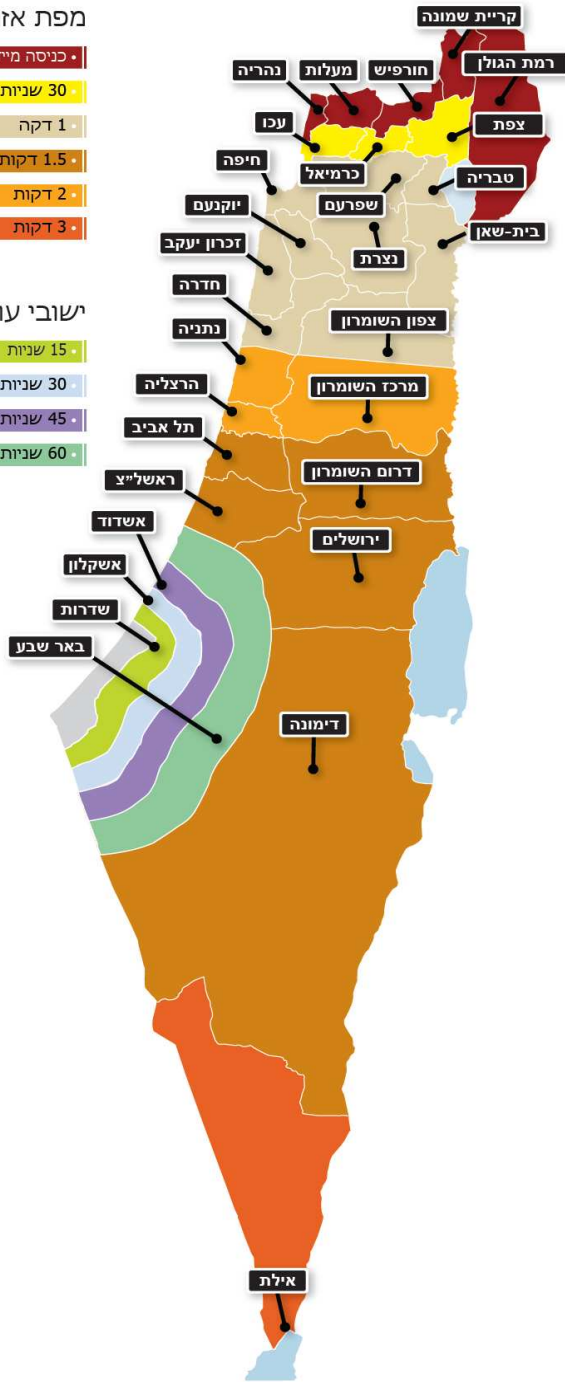 מפת
• כניסה
• 30 שניות
• 1 דקה
• 1.5 דקות
• 2 דקות
• 3 דקות
ישובי
• 15 שניות
• 30 שניות
• 45 שניות
• 60 שניות
קריית שמונה
רמת הגולן
חורפיש
מעלות
נהריה
צפת
עכו
כרמיאל
טבריה
חיפה
שפרעם
יוקנעם
בית-שאן
זכרון יעקב
נצרת
חדרה
צפון השומרון
נתניה
הרצליה
מרכז השומרון
תל אביב
דרום השומרון
ראשל"צ
אשדוד
ירושלים
אשקלון
שדרות
באר שבע
דימונה
אילת